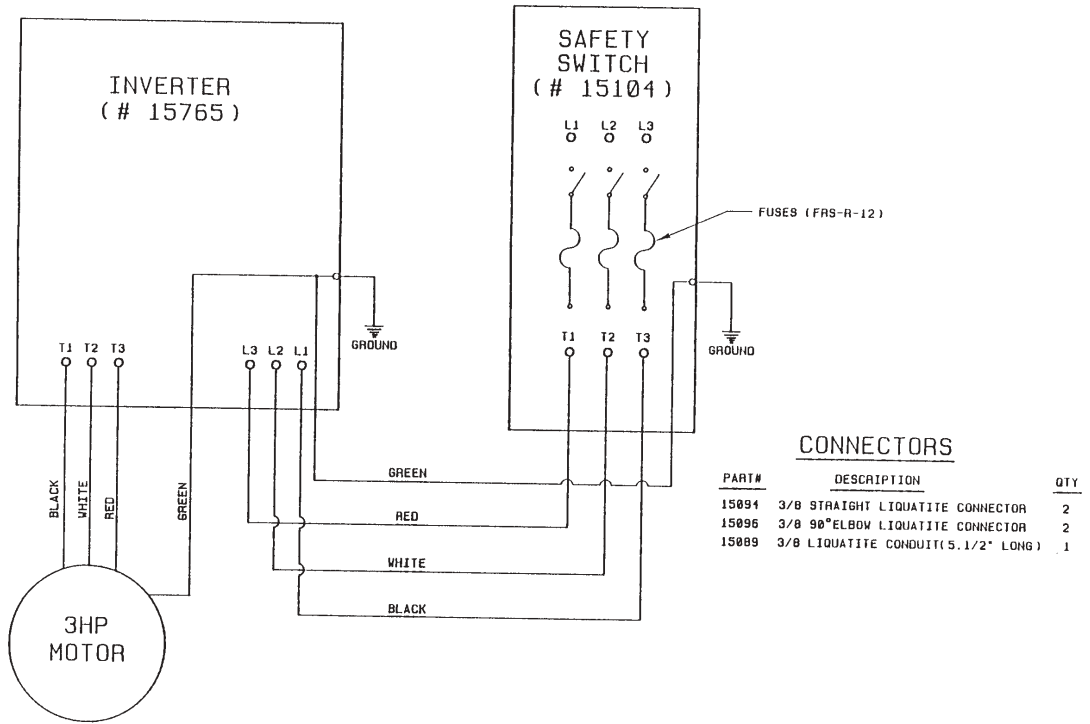 INVERTER
(# 15765)
SAFETY
SWITCH
(# 15104)
L1 L2 L3
FUSES (FRS-R-12)
GROUND
T1 T2 T3
L3 L2 L1
T1 T2 T3
GROUND
BLACK
WHITE
RED
GREEN
GREEN
RED
WHITE
BLACK
3HP
MOTOR
CONNECTORS
PART# DESCRIPTION QTY
15094 3/8 STRAIGHT LIQUATITE CONNECTOR 2
15096 3/8 90°ELBOW LIQUATITE CONNECTOR 2
15089 3/8 LIQUATITE CONDUIT(5.1/2" LONG) 1